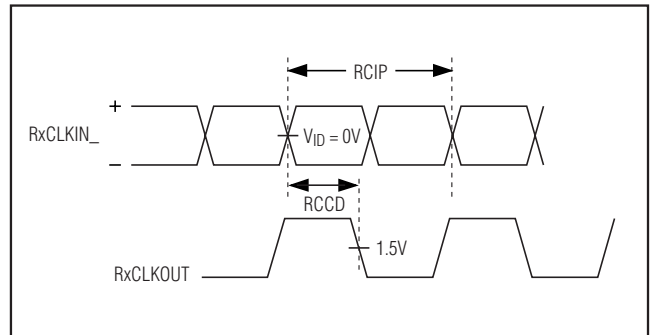 RCIP
+
RxCLKIN_
VID = 0V
–
RCCD
1.5V
RxCLKOUT